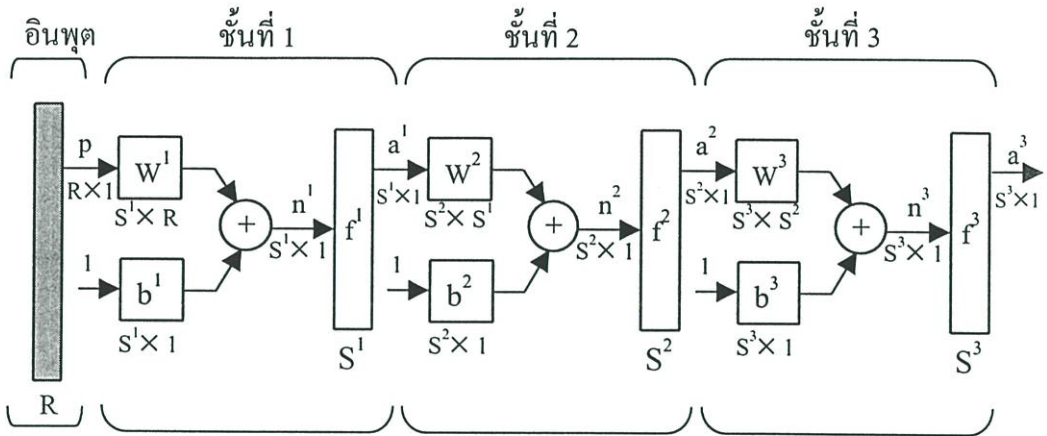 อินพุต
ชั้นที่ 1
ชั้นที่ 2
ชั้นที่ 3
p
R×1
W¹
S¹× R
1
b¹
S¹× 1
n¹
S¹× 1
f¹
S¹
a¹
S¹×1
W²
S²× S¹
1
b²
S²× 1
n²
S²× 1
f²
S²
a²
S²×1
W³
S³× S²
1
b³
S³× 1
n³
S³× 1
f³
S³
a³
S³×1
R
+
+
+